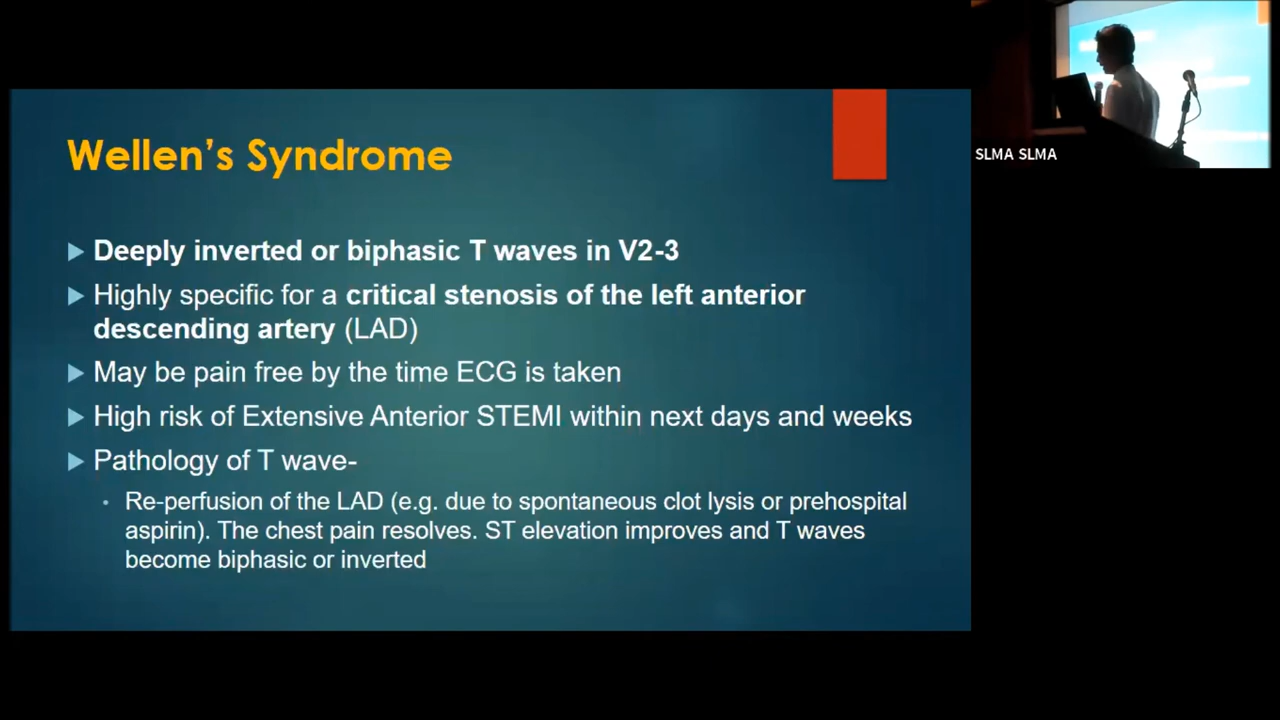 Wellen's Syndrome
Deeply inverted or biphasic T waves in V2-3
Highly specific for a critical stenosis of the left anterior
descending artery (LAD)
May be pain free by the time ECG is taken
High risk of Extensive Anterior STEMI within next days and weeks
Pathology of T wave-
Re-perfusion of the LAD (e.g. due to spontaneous clot lysis or prehospital
aspirin). The chest pain resolves. ST elevation improves and T waves
become biphasic or inverted
SLMA SLMA